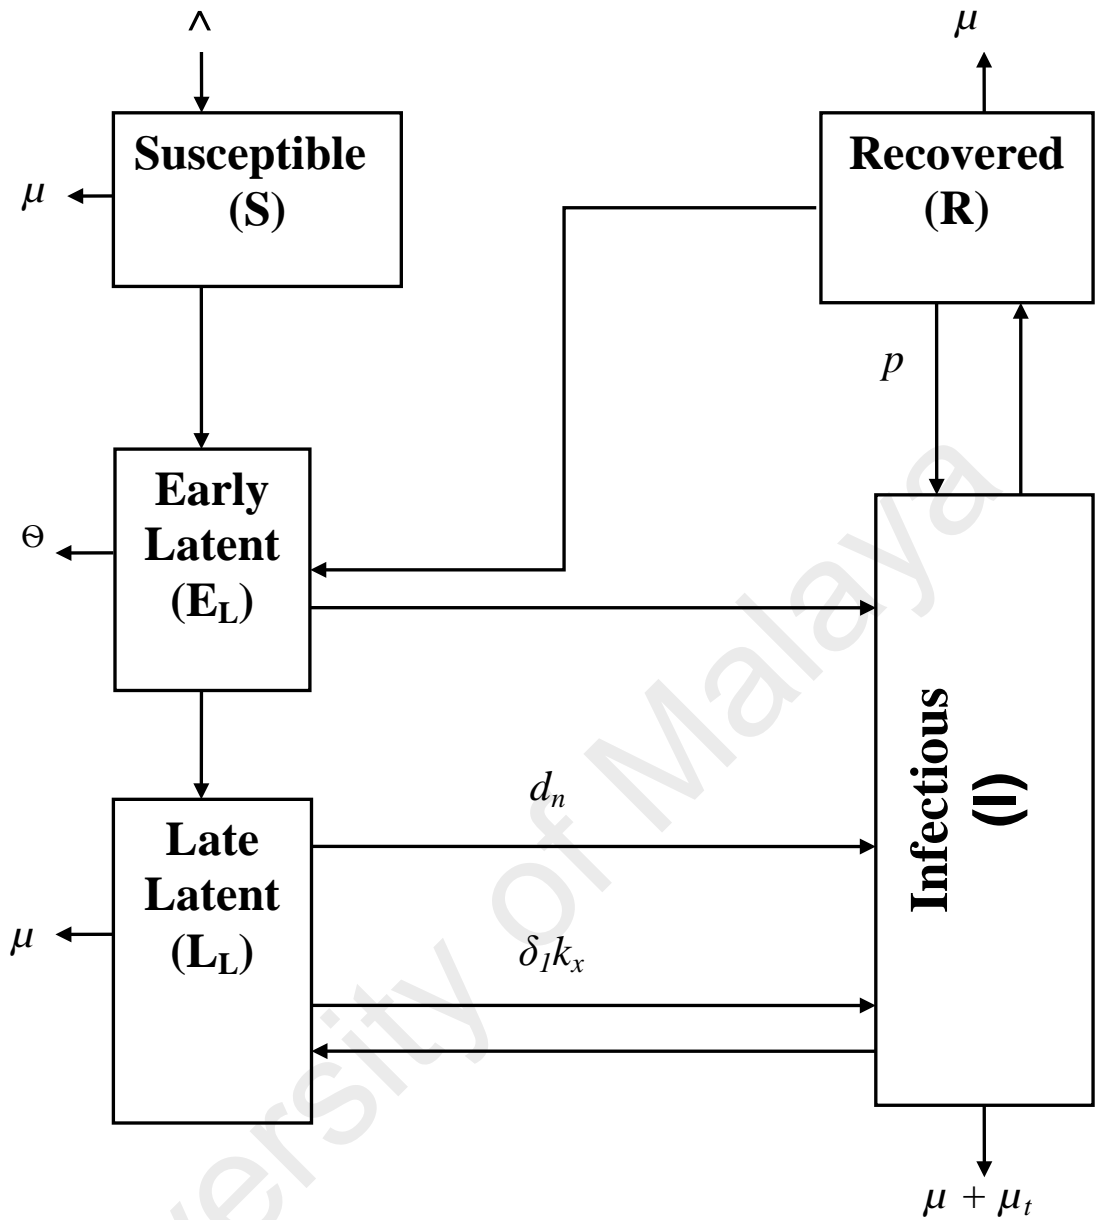 ^
μ
Susceptible
(S)
μ
Recovered
(R)
p
Early
Latent
(E_L)
Θ
Infectious
(I)
d_n
Late
Latent
(L_L)
μ
δ_1k_x
μ + μ_t
University of Malaya